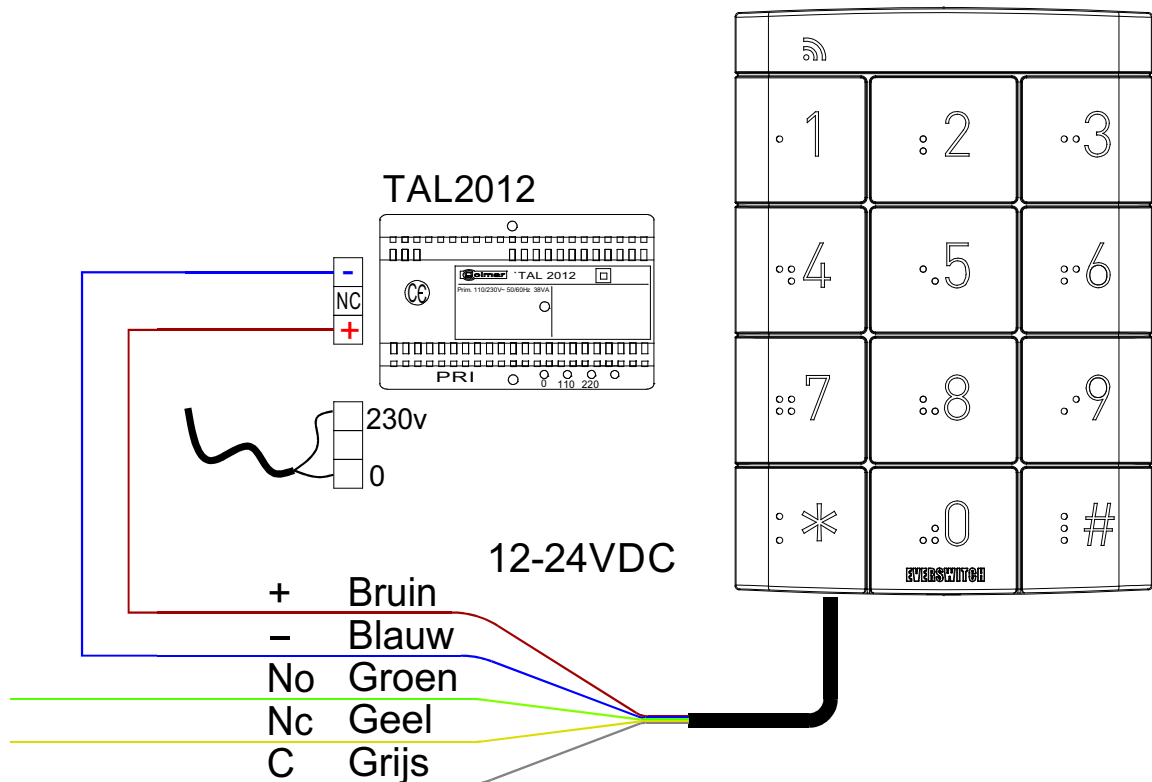 TAL2012
Golmar TAL 2012
Prim. 110/230V~ 50/60Hz 38VA
CE
PRI
0 110 220
-
NC
+
230v
0
12-24VDC
+ Bruin
− Blauw
No Groen
Nc Geel
C Grijs
1 2 3
4 5 6
7 8 9
* 0 #
EVERSWITCH